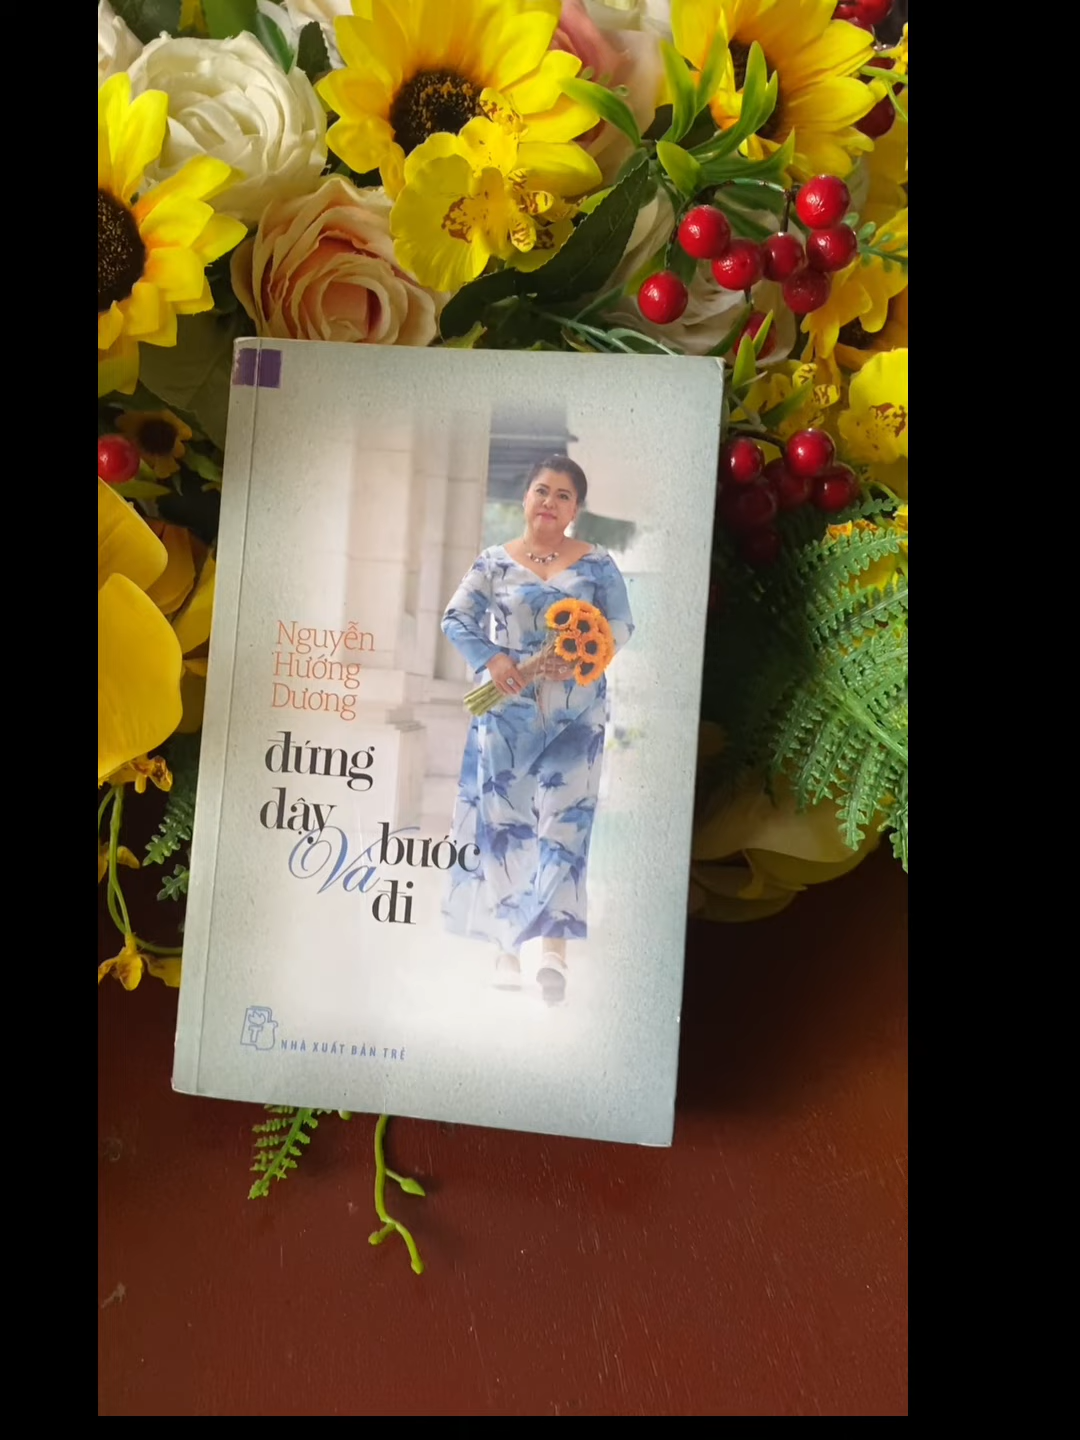 Nguyễn
Hướng
Dương
đứng
dậy
Và bước
đi
NHÀ XUẤT BẢN TRẺ